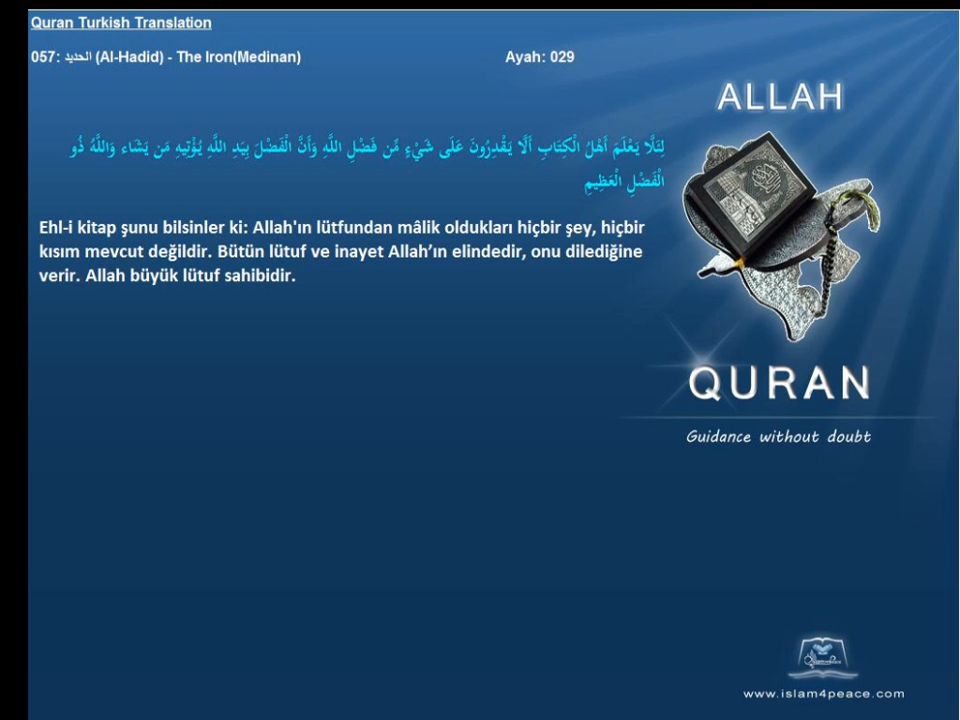 Quran Turkish Translation
057: الحديد (Al-Hadid) - The Iron(Medinan)
Ayah: 029
ALLAH
لِئَلَّا يَعْلَمَ أَهْلُ الْكِتَابِ أَلَّا يَقْدِرُونَ عَلَى شَيْءٍ مِّن فَضْلِ اللَّهِ وَأَنَّ الْفَضْلَ بِيَدِ اللَّهِ يُؤْتِيهِ مَن يَشَاء وَاللَّهُ ذُو
الْفَضْلِ الْعَظِيمِ
Ehl-i kitap şunu bilsinler ki: Allah'ın lütfundan mâlik oldukları hiçbir şey, hiçbir
kısım mevcut değildir. Bütün lütuf ve inayet Allah’ın elindedir, onu dilediğine
verir. Allah büyük lütuf sahibidir.
QURAN
Guidance without doubt
www.islam4peace.com